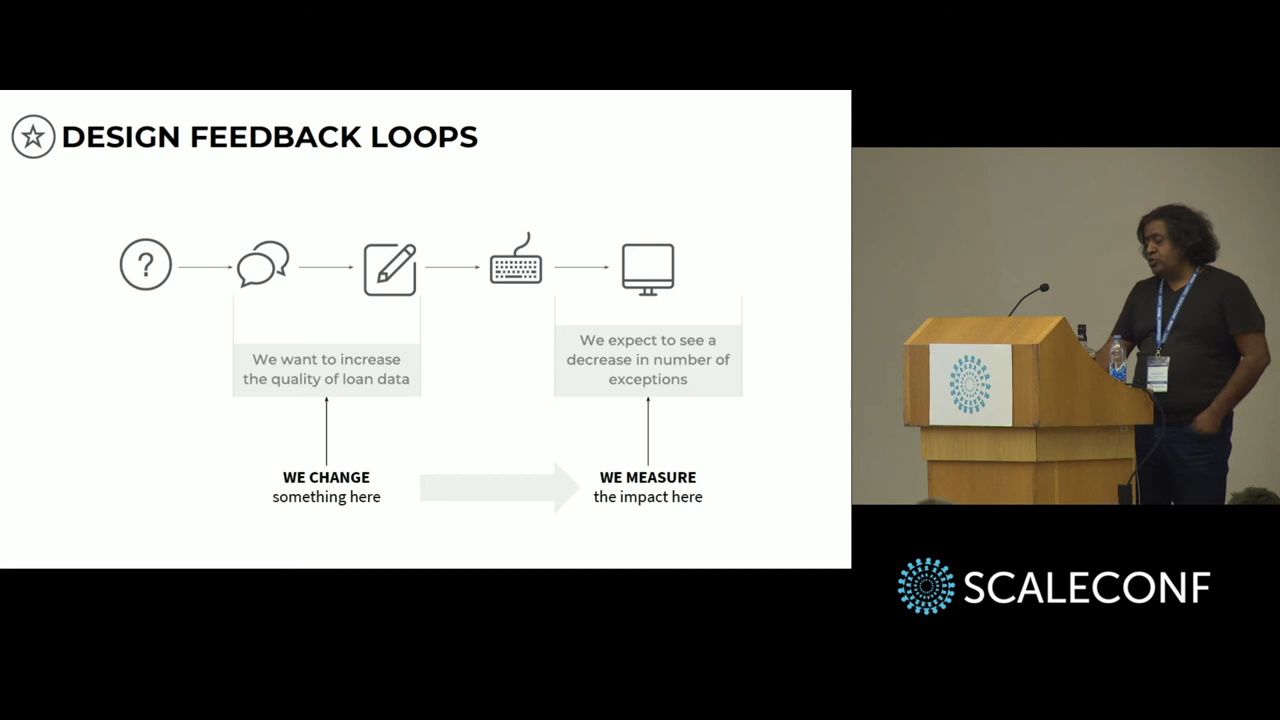 DESIGN FEEDBACK LOOPS
?
We want to increase
the quality of loan data
We expect to see a
decrease in number of
exceptions
WE CHANGE
something here
WE MEASURE
the impact here
SCALECONF